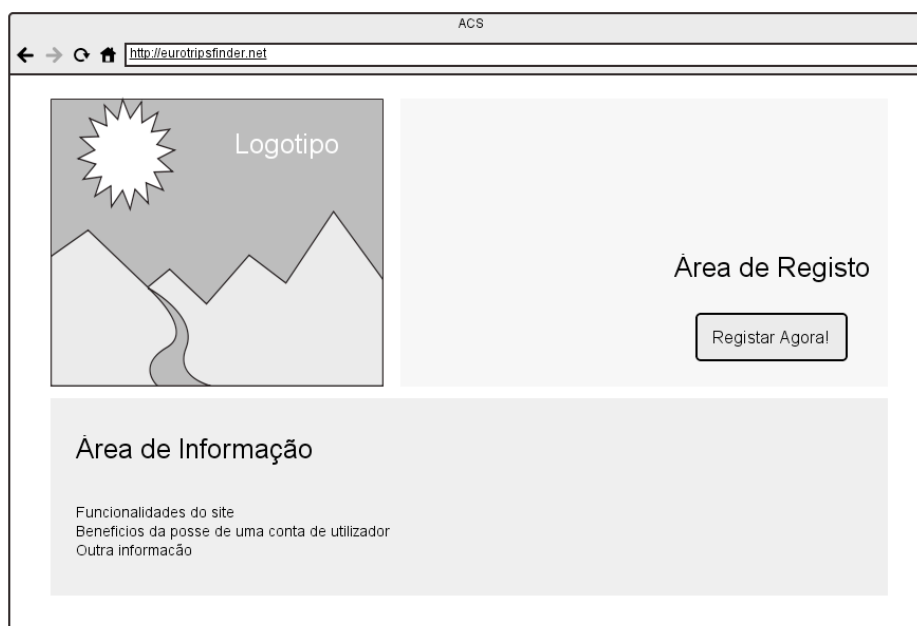 ACS
http://eurotripsfinder.net
Logotipo
Área de Registo
Registar Agora!
Área de Informação
Funcionalidades do site
Beneficios da posse de uma conta de utilizador
Outra informacão